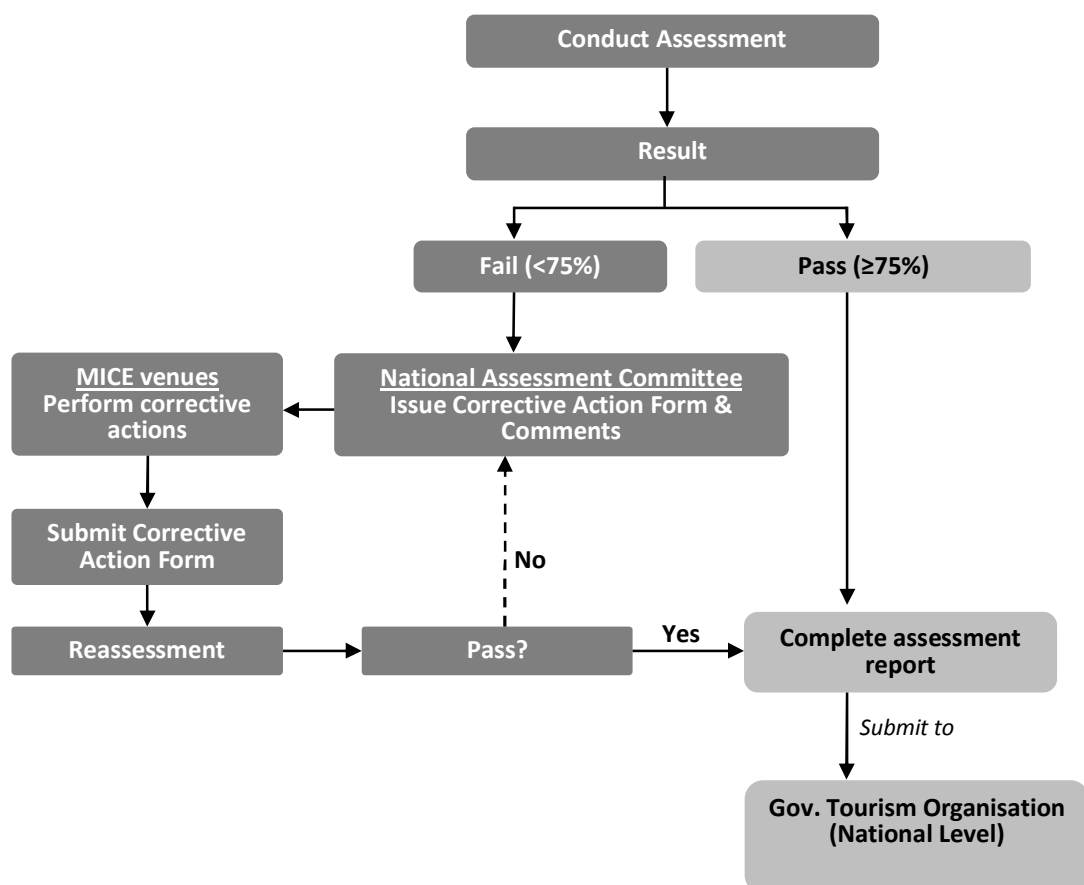 Conduct Assessment
Result
Fail (<75%)
Pass (≥75%)
MICE venues
Perform corrective
actions
National Assessment Committee
Issue Corrective Action Form &
Comments
Submit Corrective
Action Form
No
Reassessment
Pass?
Yes
Complete assessment
report
Submit to
Gov. Tourism Organisation
(National Level)